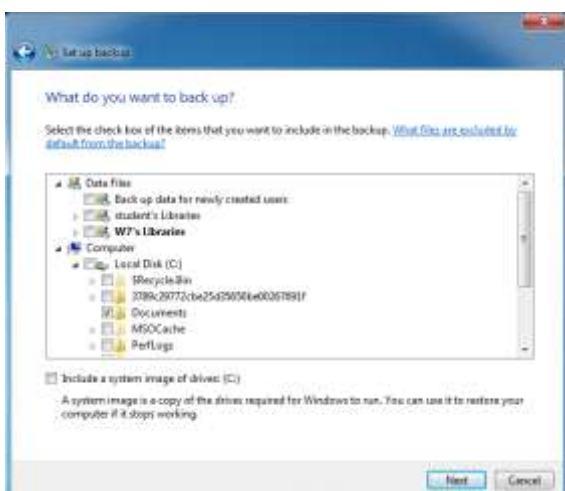 Set up backup
What do you want to back up?
Select the check box of the items that you want to include in the backup. What files are excluded by
default from the backup?
Data Files
Back up data for newly created users
student's Libraries
W7's Libraries
Computer
Local Disk (C:)
$Recycle.Bin
Documents
MSOCache
PerfLogs
Include a system image of drives: (C:)
A system image is a copy of the drives required for Windows to run. You can use it to restore your
computer if it stops working.
Next
Cancel